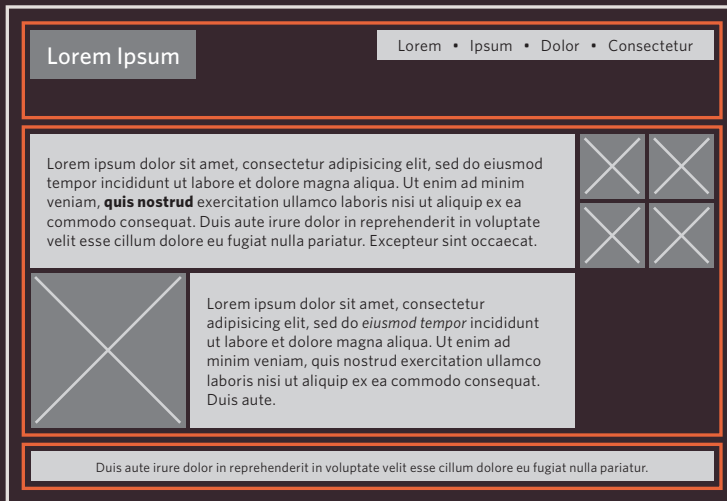 Lorem Ipsum
Lorem • Ipsum • Dolor • Consectetur
Lorem ipsum dolor sit amet, consectetur adipisicing elit, sed do eiusmod
tempor incididunt ut labore et dolore magna aliqua. Ut enim ad minim
veniam, quis nostrud exercitation ullamco laboris nisi ut aliquip ex ea
commodo consequat. Duis aute irure dolor in reprehenderit in voluptate
velit esse cillum dolore eu fugiat nulla pariatur. Excepteur sint occaecat.
Lorem ipsum dolor sit amet, consectetur
adipisicing elit, sed do eiusmod tempor incididunt
ut labore et dolore magna aliqua. Ut enim ad
minim veniam, quis nostrud exercitation ullamco
laboris nisi ut aliquip ex ea commodo consequat.
Duis aute.
Duis aute irure dolor in reprehenderit in voluptate velit esse cillum dolore eu fugiat nulla pariatur.